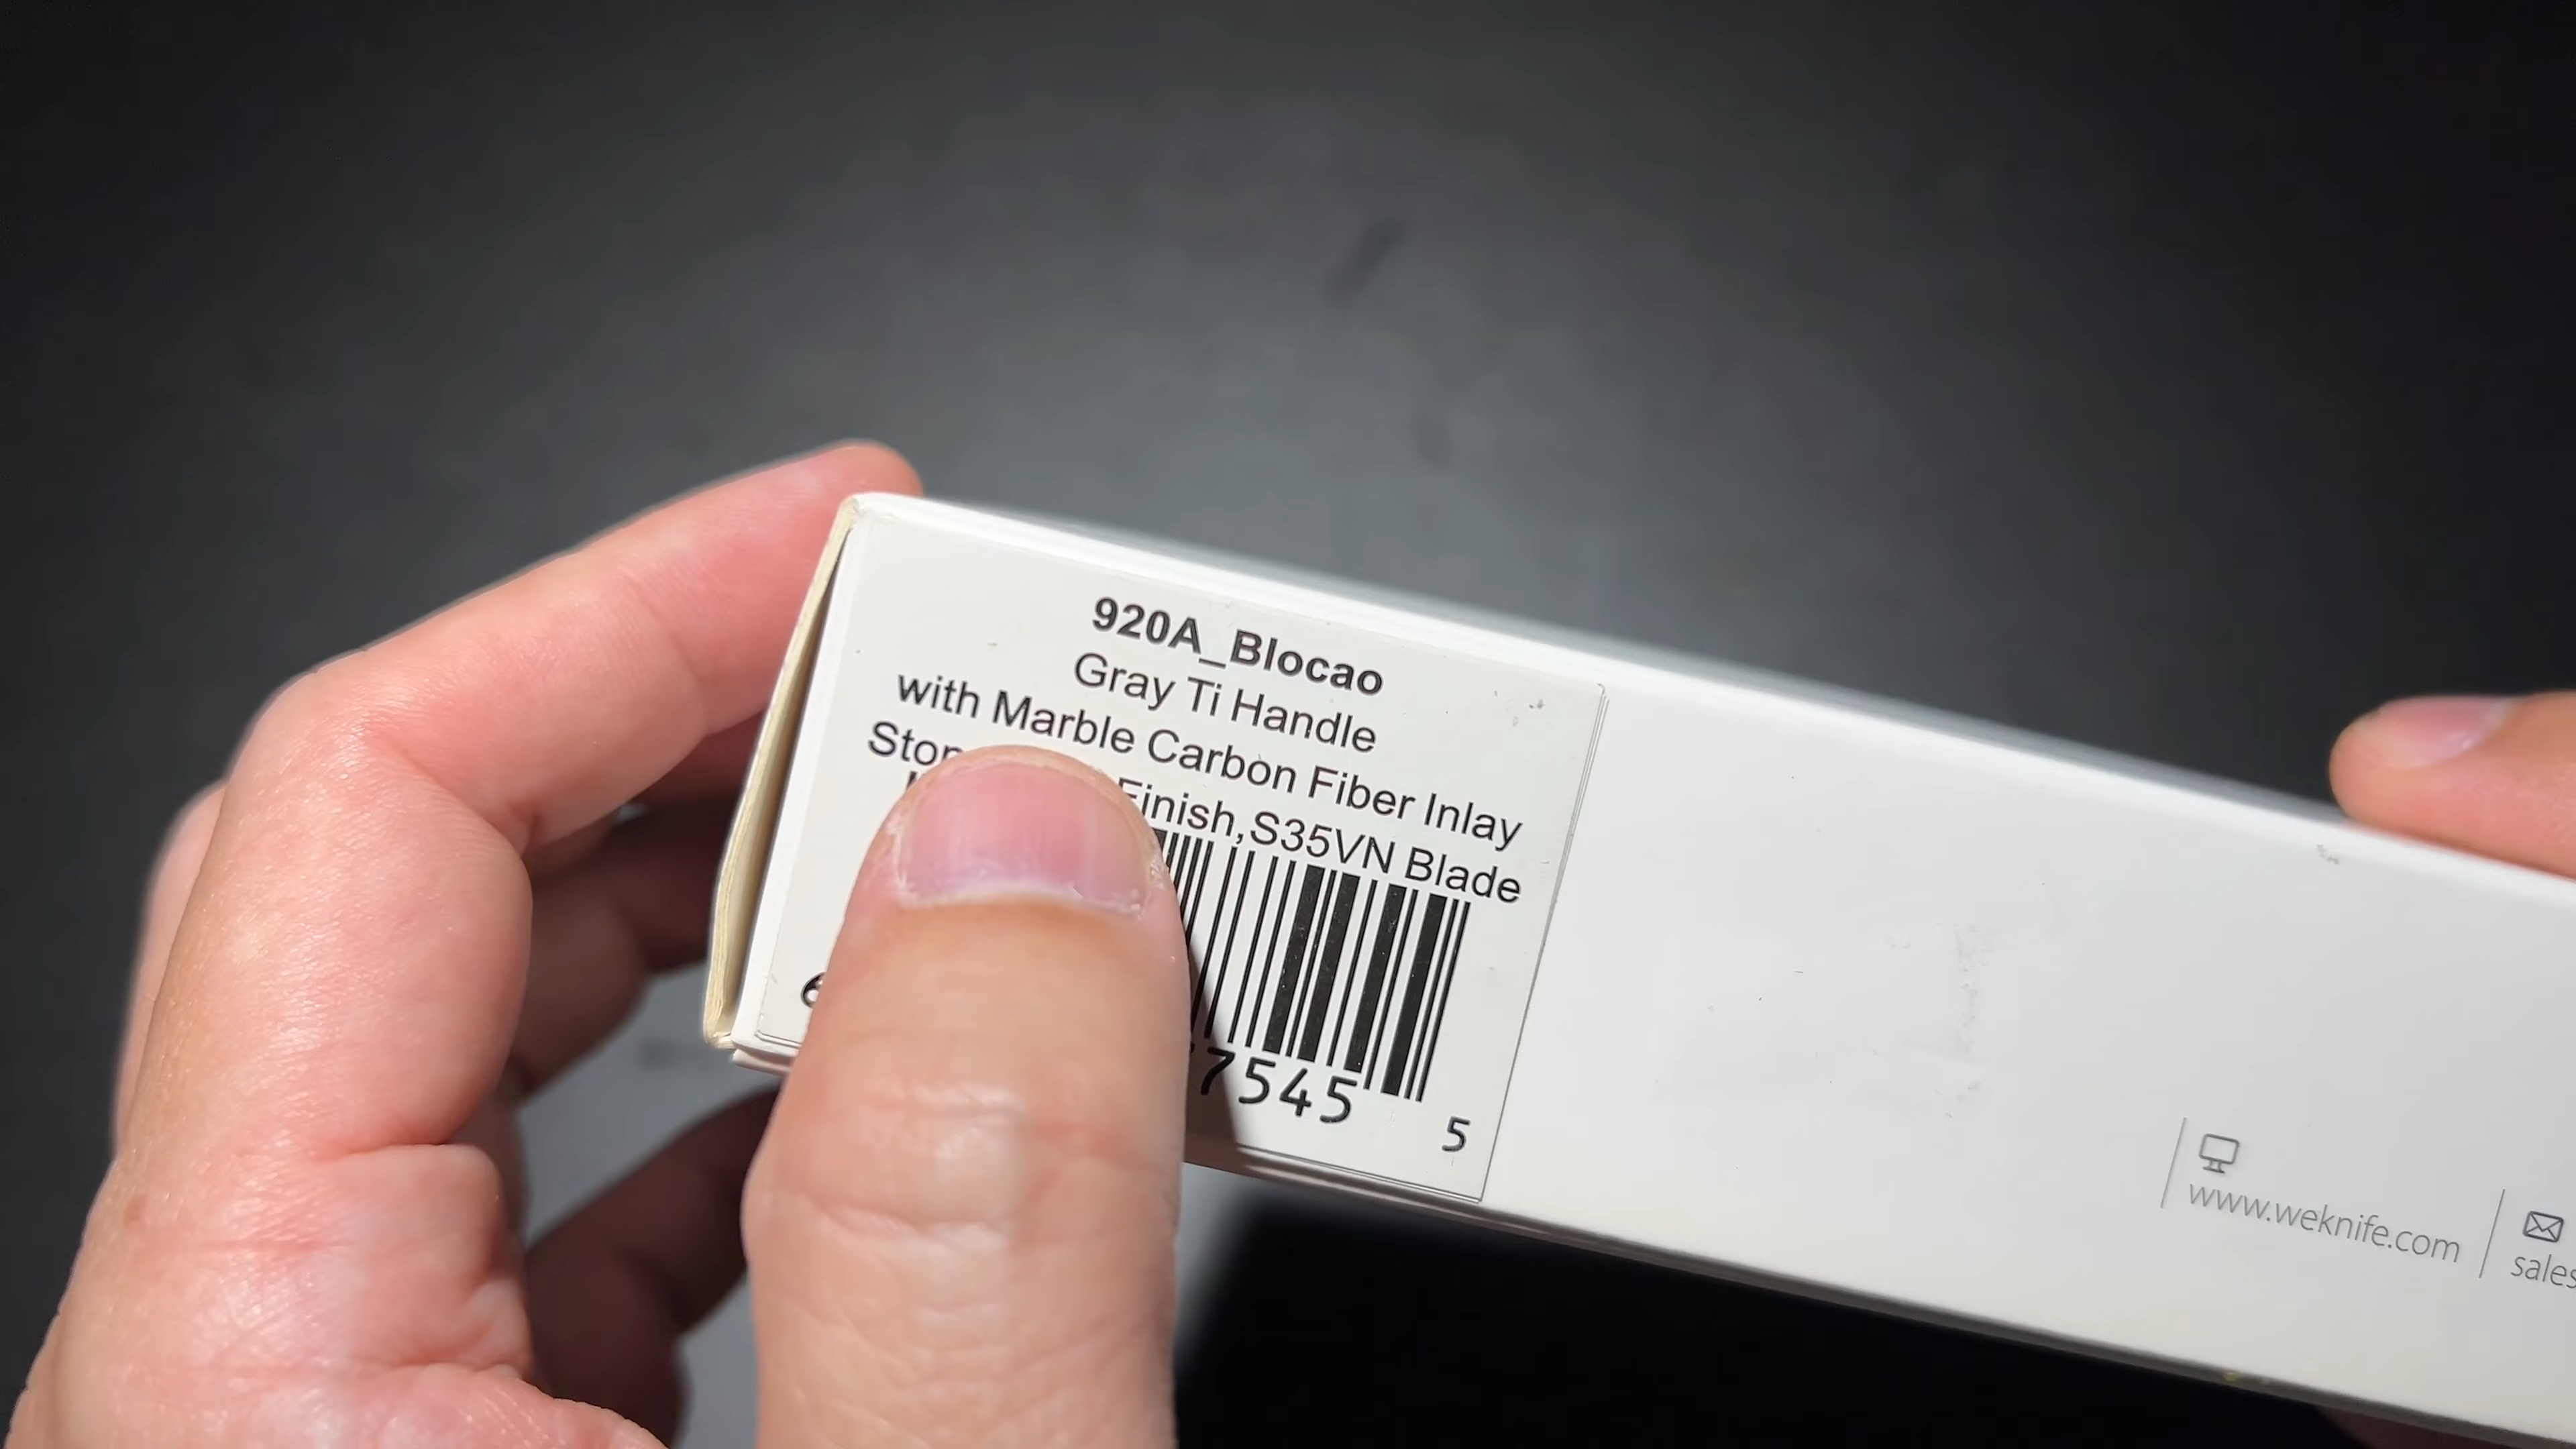 920A_Blocao
Gray Ti Handle
with Marble Carbon Fiber Inlay
Finish,S35VN Blade
7545
5
www.weknife.com
sales